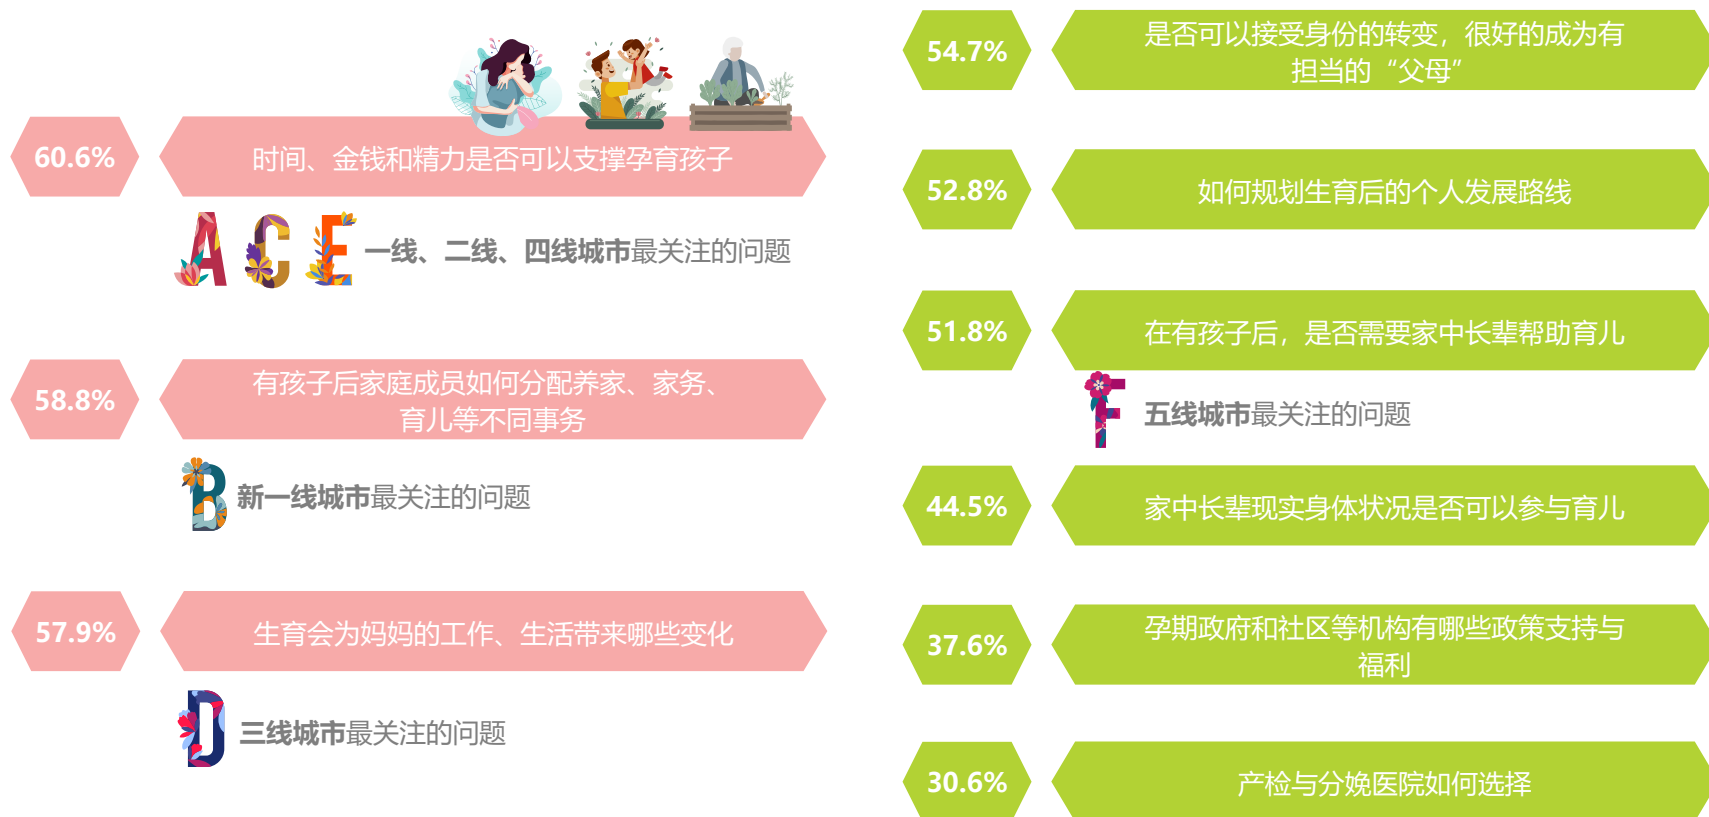 60.6%
时间、金钱和精力是否可以支撑孕育孩子
A C E 一线、二线、四线城市最关注的问题
58.8%
有孩子后家庭成员如何分配养家、家务、
育儿等不同事务
B 新一线城市最关注的问题
57.9%
生育会为妈妈的工作、生活带来哪些变化
D 三线城市最关注的问题
54.7%
是否可以接受身份的转变，很好的成为有
担当的“父母”
52.8%
如何规划生育后的个人发展路线
51.8%
在有孩子后，是否需要家中长辈帮助育儿
F 五线城市最关注的问题
44.5%
家中长辈现实身体状况是否可以参与育儿
37.6%
孕期政府和社区等机构有哪些政策支持与
福利
30.6%
产检与分娩医院如何选择